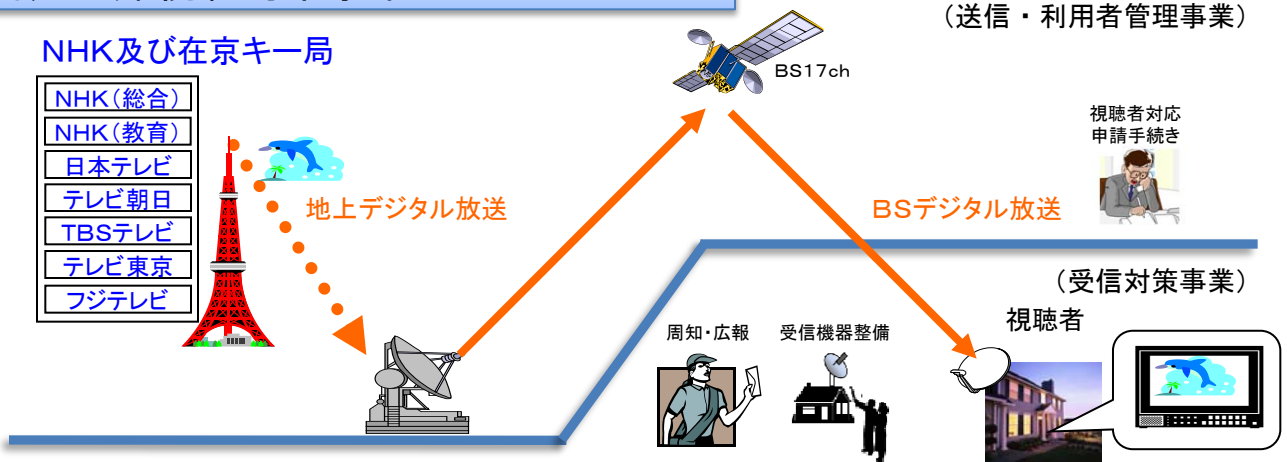 (送信・利用者管理事業)
NHK及び在京キー局
NHK(総合)
NHK(教育)
日本テレビ
テレビ朝日
TBSテレビ
テレビ東京
フジテレビ
地上デジタル放送
BS17ch
BSデジタル放送
視聴者対応
申請手続き
(受信対策事業)
視聴者
周知・広報
受信機器整備